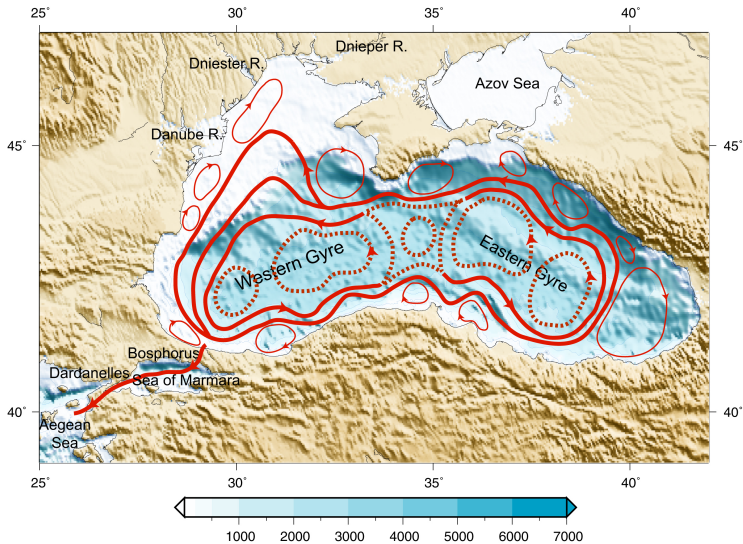 25° 30° 35° 40°
Dnieper R.
Dniester R.
Azov Sea
Danube R.
45° 45°
Western Gyre
Eastern Gyre
Bosphorus
Dardanelles
Sea of Marmara
40° 40°
Aegean
Sea
25° 30° 35° 40°
1000 2000 3000 4000 5000 6000 7000